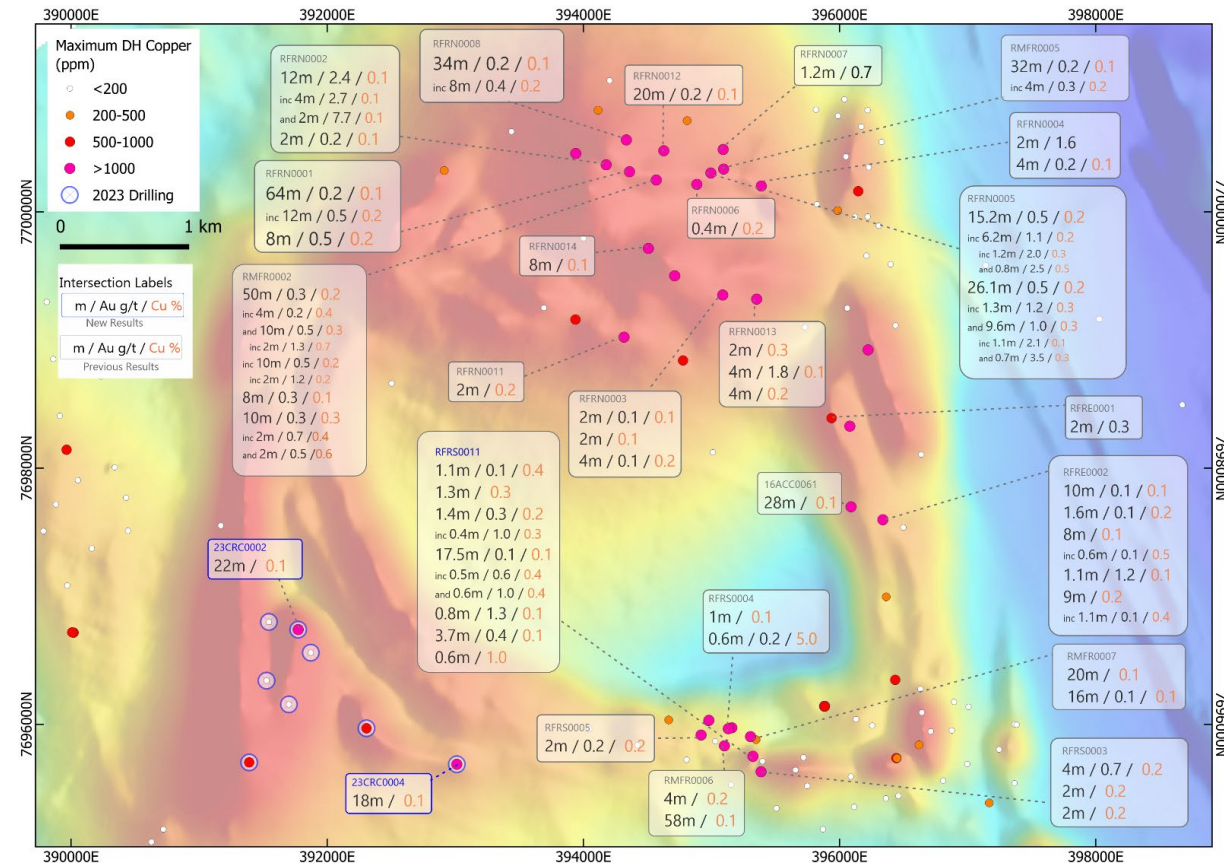 390000E
392000E
394000E
396000E
398000E
Maximum DH Copper
(ppm)
<200
200-500
500-1000
>1000
2023 Drilling
0
1 km
Intersection Labels
m / Au g/t / Cu %
New Results
m / Au g/t / Cu %
Previous Results
RFRN0002
12m / 2.4 / 0.1
inc 4m / 2.7 / 0.1
and 2m / 7.7 / 0.1
2m / 0.2 / 0.1
RFRN0008
34m / 0.2 / 0.1
inc 8m / 0.4 / 0.2
RFRN0012
20m / 0.2 / 0.1
RFRN0007
1.2m / 0.7
RMFR0005
32m / 0.2 / 0.1
inc 4m / 0.3 / 0.2
RFRN0004
2m / 1.6
4m / 0.2 / 0.1
RFRN0001
64m / 0.2 / 0.1
inc 12m / 0.5 / 0.2
8m / 0.5 / 0.2
RFRN0006
0.4m / 0.2
RFRN0005
15.2m / 0.5 / 0.2
inc 6.2m / 1.1 / 0.2
inc 1.2m / 2.0 / 0.3
and 0.8m / 2.5 / 0.5
26.1m / 0.5 / 0.2
inc 1.3m / 1.2 / 0.3
and 9.6m / 1.0 / 0.3
inc 1.1m / 2.1 / 0.1
and 0.7m / 3.5 / 0.3
RFRN0014
8m / 0.1
RMFR0002
50m / 0.3 / 0.2
inc 4m / 0.2 / 0.4
and 10m / 0.5 / 0.3
inc 2m / 1.3 / 0.7
inc 10m / 0.5 / 0.2
inc 2m / 1.2 / 0.2
8m / 0.3 / 0.1
10m / 0.3 / 0.3
inc 2m / 0.7 / 0.4
and 2m / 0.5 / 0.6
RFRN0013
2m / 0.3
4m / 1.8 / 0.1
4m / 0.2
RFRN0011
2m / 0.2
RFRN0003
2m / 0.1 / 0.1
2m / 0.1
4m / 0.1 / 0.2
RFRE0001
2m / 0.3
RFRS0011
1.1m / 0.1 / 0.4
1.3m / 0.3
1.4m / 0.3 / 0.2
inc 0.4m / 1.0 / 0.3
17.5m / 0.1 / 0.1
inc 0.5m / 0.6 / 0.4
and 0.6m / 1.0 / 0.4
0.8m / 1.3 / 0.1
3.7m / 0.4 / 0.1
0.6m / 1.0
16ACC0061
28m / 0.1
RFRE0002
10m / 0.1 / 0.1
1.6m / 0.1 / 0.2
8m / 0.1
inc 0.6m / 0.1 / 0.5
1.1m / 1.2 / 0.1
9m / 0.2
inc 1.1m / 0.1 / 0.4
23CRC0002
22m / 0.1
RFRS0004
1m / 0.1
0.6m / 0.2 / 5.0
RMFR0007
20m / 0.1
16m / 0.1 / 0.1
RFRS0005
2m / 0.2 / 0.2
RFRS0003
4m / 0.7 / 0.2
2m / 0.2
2m / 0.2
23CRC0004
18m / 0.1
RMFR0006
4m / 0.2
58m / 0.1
7700000N
7698000N
7696000N
7700000N
7698000N
7696000N
390000E
392000E
394000E
396000E
398000E